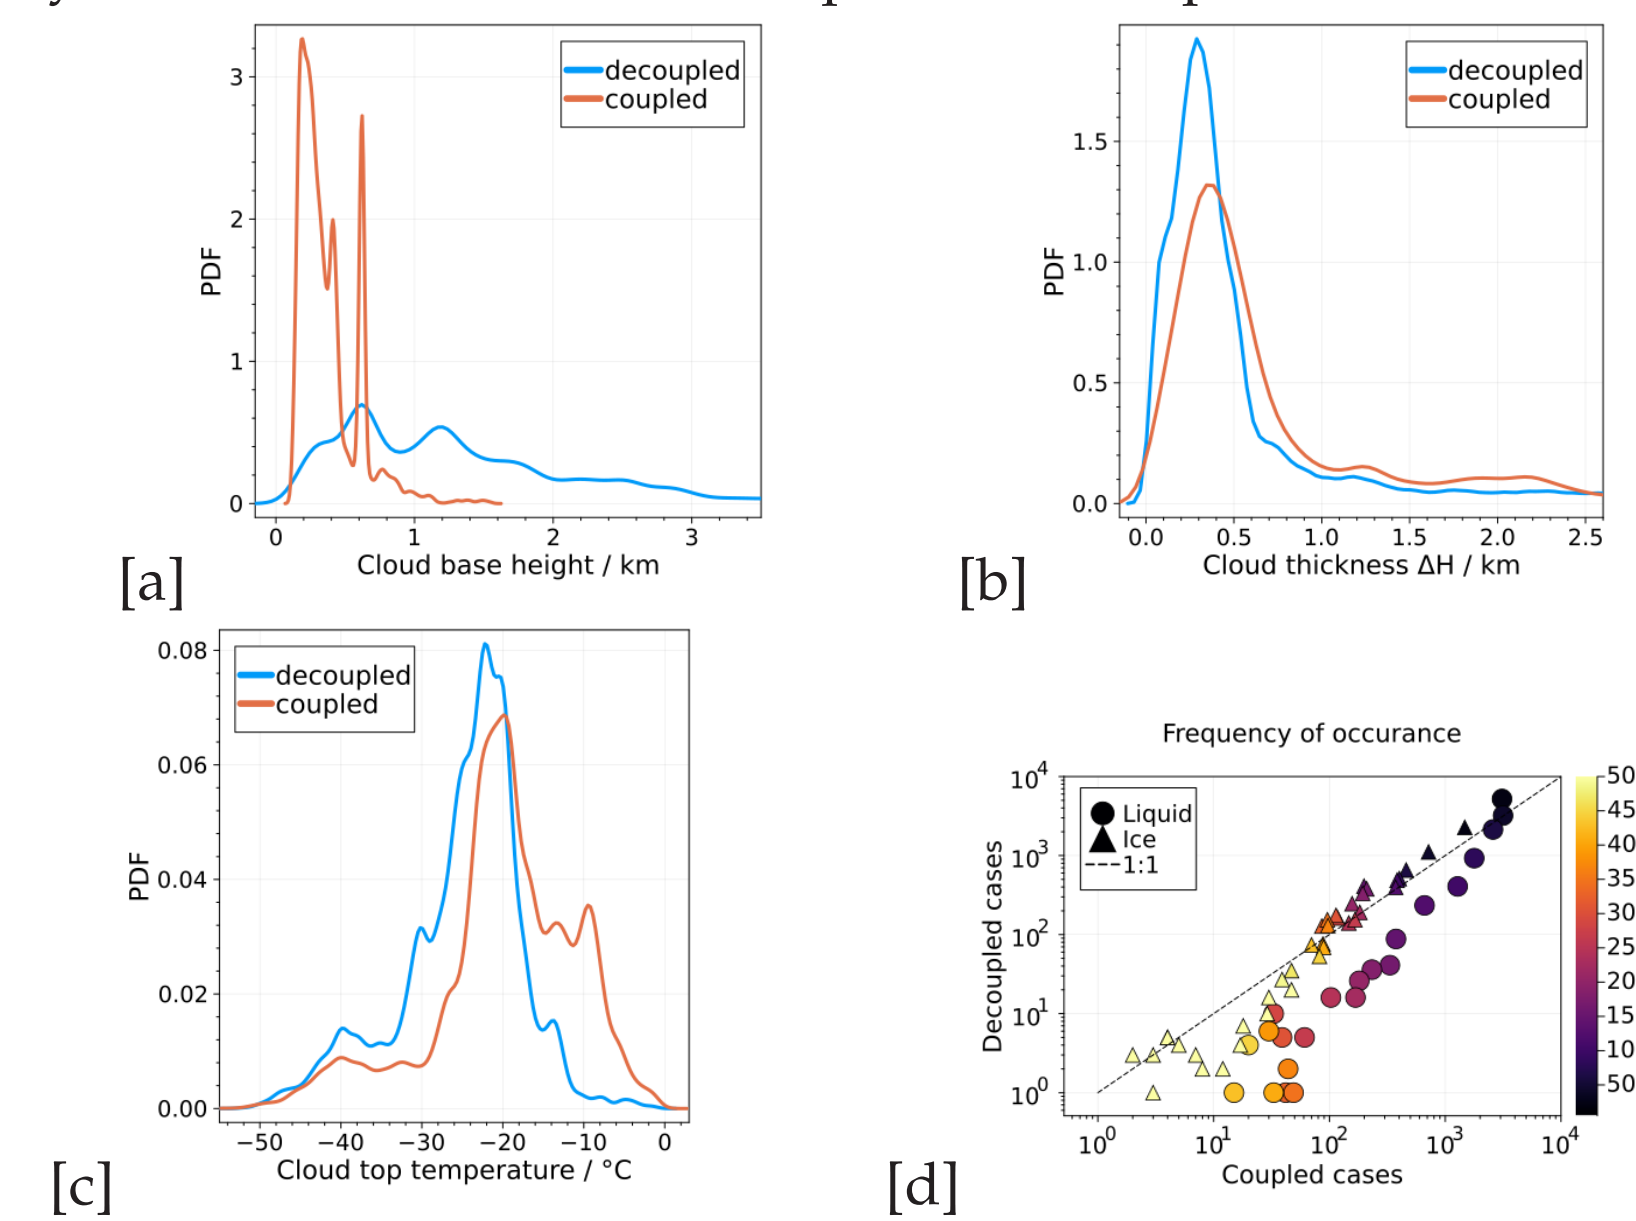 3
2
1
0
PDF
decoupled
coupled
0 1 2 3
Cloud base height / km
[a]
1.5
1.0
0.5
0.0
PDF
decoupled
coupled
0.0 0.5 1.0 1.5 2.0 2.5
Cloud thickness ΔH / km
[b]
0.08
0.06
0.04
0.02
0.00
PDF
decoupled
coupled
−50 −40 −30 −20 −10 0
Cloud top temperature / °C
[c]
Frequency of occurance
10⁴
10³
10²
10¹
10⁰
Decoupled cases
Liquid
Ice
1:1
10⁰ 10¹ 10² 10³ 10⁴
Coupled cases
50
45
40
35
30
25
20
15
10
50
[d]